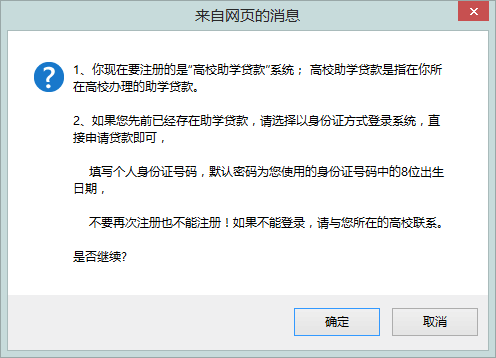 来自网页的消息
1、你现在要注册的是“高校助学贷款”系统； 高校助学贷款是指在你所
在高校办理的助学贷款。
2、如果您先前已经存在助学贷款，请选择以身份证方式登录系统，直
接申请贷款即可，
填写个人身份证号码，默认密码为您使用的身份证号码中的8位出生
日期，
不要再次注册也不能注册！如果不能登录，请与您所在的高校联系。
是否继续?
确定
取消